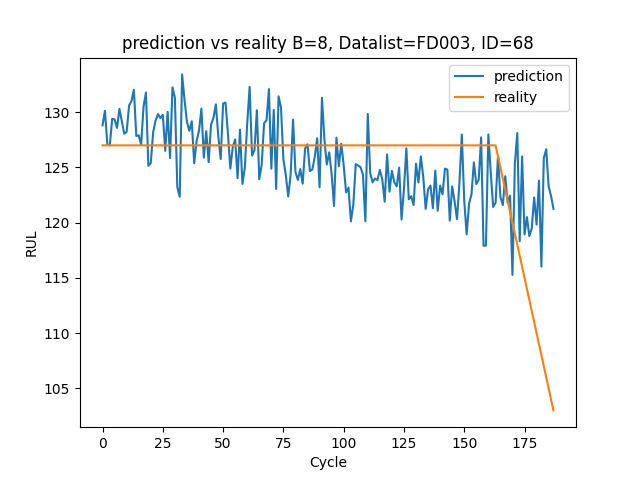 prediction vs reality B=8, Datalist=FD003, ID=68
prediction
reality
RUL
130
125
120
115
110
105
0 25 50 75 100 125 150 175
Cycle